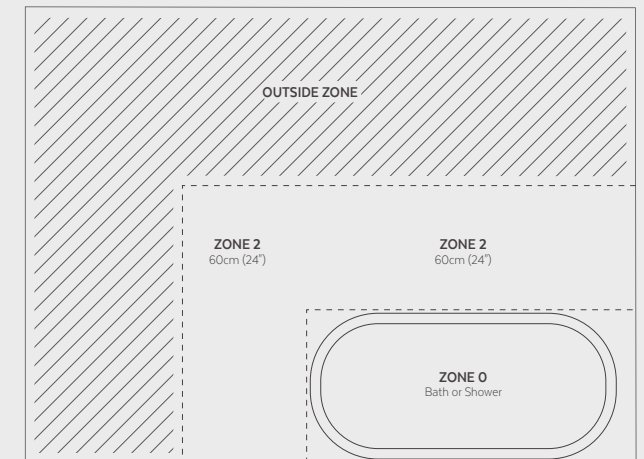 OUTSIDE ZONE
ZONE 2
60cm (24")
ZONE 2
60cm (24")
ZONE 0
Bath or Shower